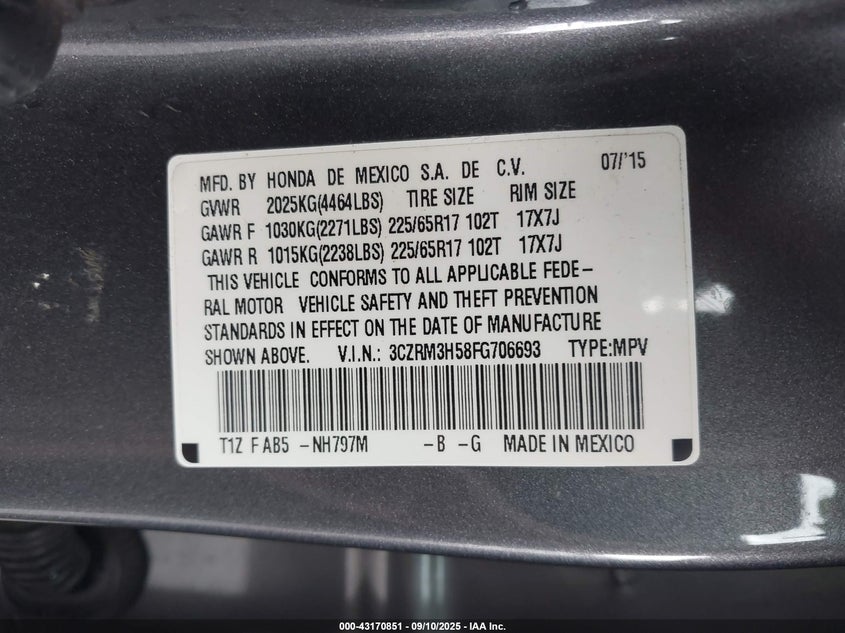 MFD. BY HONDA DE MEXICO S.A. DE C.V. 07/'15
GVWR 2025KG(4464LBS) TIRE SIZE RIM SIZE
GAWR F 1030KG(2271LBS) 225/65R17 102T 17X7J
GAWR R 1015KG(2238LBS) 225/65R17 102T 17X7J
THIS VEHICLE CONFORMS TO ALL APPLICABLE FEDE-
RAL MOTOR VEHICLE SAFETY AND THEFT PREVENTION
STANDARDS IN EFFECT ON THE DATE OF MANUFACTURE
SHOWN ABOVE. V.I.N.: 3CZRM3H58FG706693 TYPE:MPV
T1Z F AB5 -NH797M -B -G MADE IN MEXICO
000-43170851 - 09/10/2025 - IAA Inc.